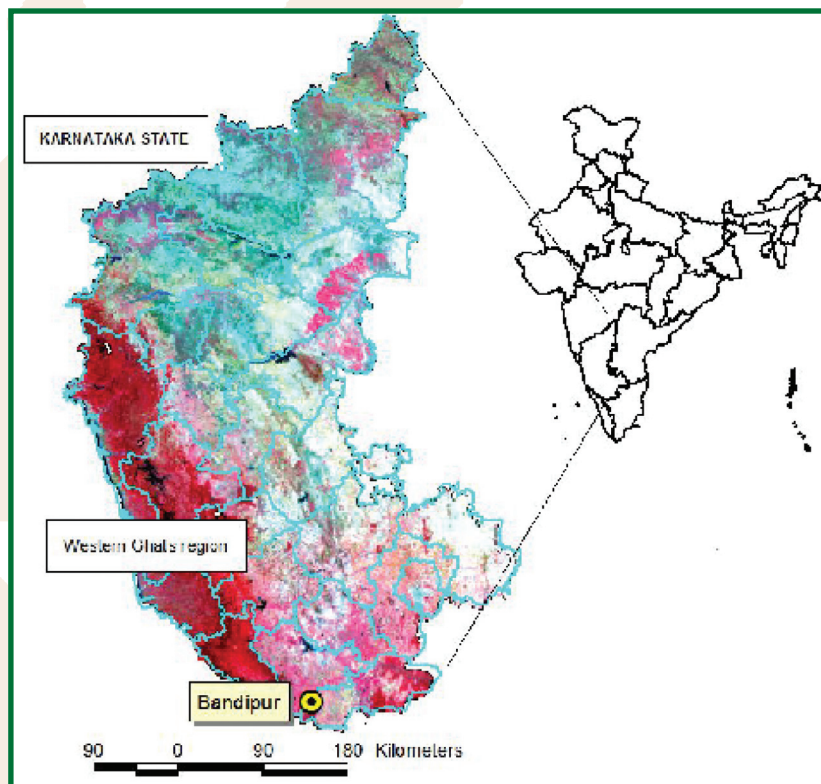 KARNATAKA STATE
Western Ghats region
Bandipur
90 0 90 180 Kilometers